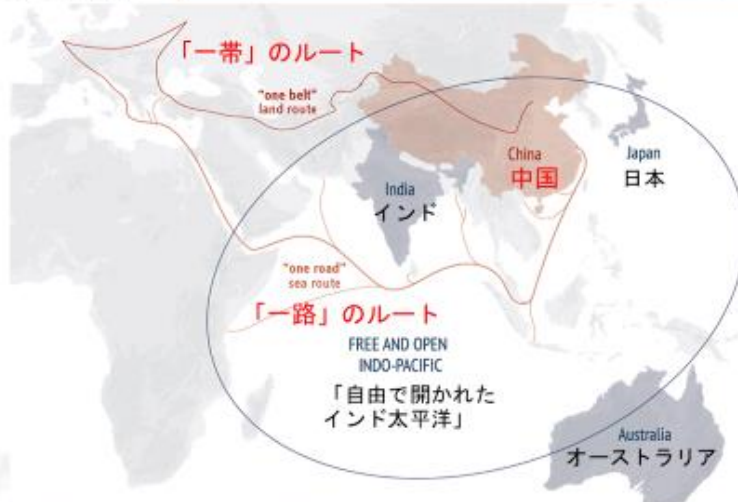 「一帯」のルート
"one belt"
land route
China
中国
Japan
日本
India
インド
"one road"
sea route
「一路」のルート
FREE AND OPEN
INDO-PACIFIC
「自由で開かれた
インド太平洋」
Australia
オーストラリア